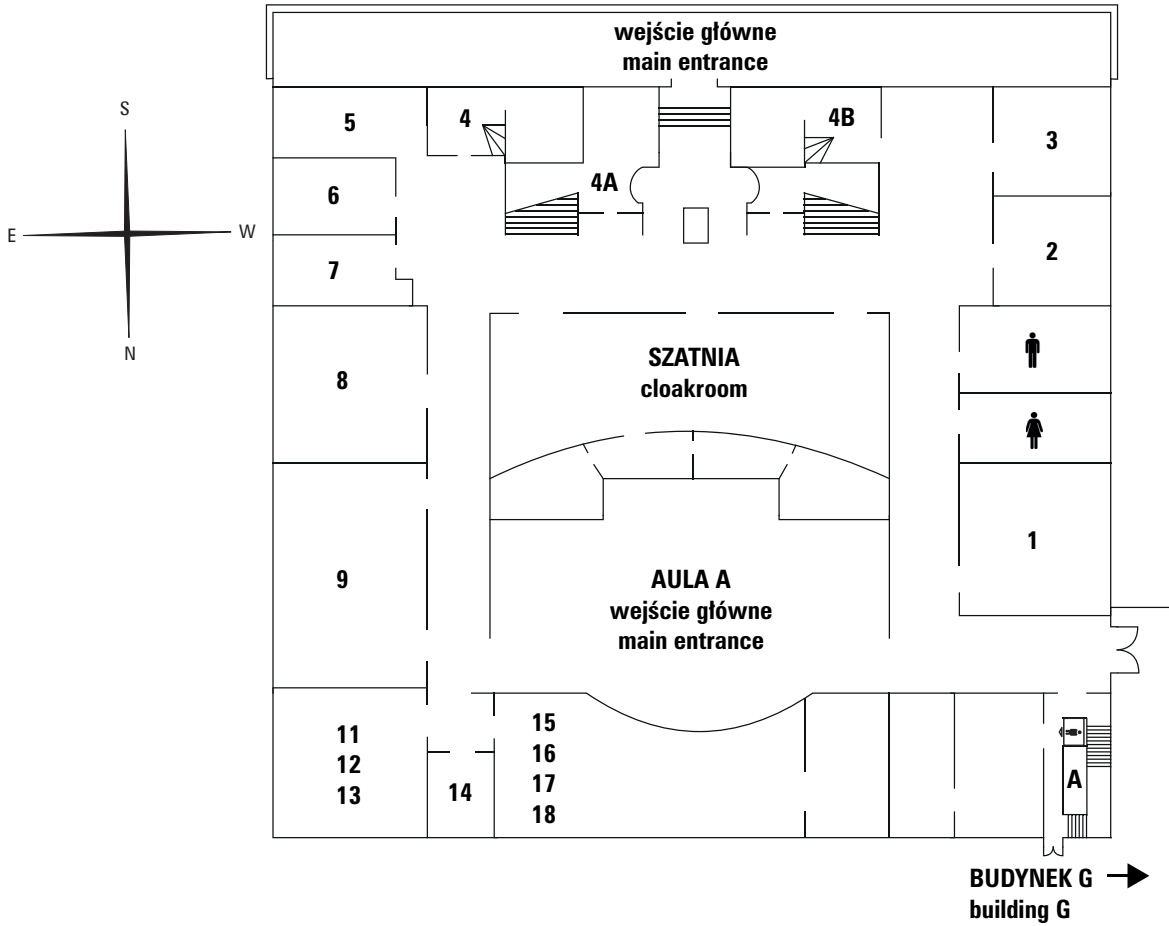 wejście główne
main entrance
S
E
W
N
5
4
4B
3
6
4A
2
7
SZATNIA
cloakroom
8
1
9
AULA A
wejście główne
main entrance
11
12
13
14
15
16
17
18
A
BUDYNEK G
building G